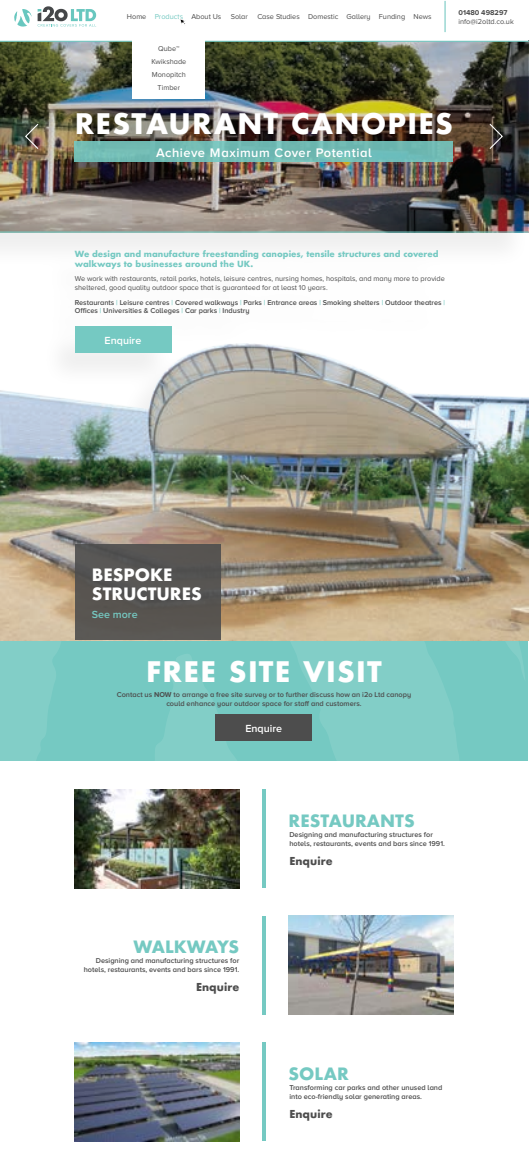 i2o LTD
CREATING COVERS FOR ALL
Home Products About Us Solar Case Studies Domestic Gallery Funding News
01480 498297
info@i2oltd.co.uk
Qube™
Kwikshade
Monopitch
Timber
RESTAURANT CANOPIES
Achieve Maximum Cover Potential
We design and manufacture freestanding canopies, tensile structures and covered
walkways to businesses around the UK.
We work with restaurants, retail parks, hotels, leisure centres, nursing homes, hospitals, and many more to provide
sheltered, good quality outdoor space that is guaranteed for at least 10 years.
Restaurants | Leisure centres | Covered walkways | Parks | Entrance areas | Smoking shelters | Outdoor theatres |
Offices | Universities & Colleges | Car parks | Industry
Enquire
BESPOKE
STRUCTURES
See more
FREE SITE VISIT
Contact us NOW to arrange a free site survey or to further discuss how an i2o Ltd canopy
could enhance your outdoor space for staff and customers.
Enquire
RESTAURANTS
Designing and manufacturing structures for
hotels, restaurants, events and bars since 1991.
Enquire
WALKWAYS
Designing and manufacturing structures for
hotels, restaurants, events and bars since 1991.
Enquire
SOLAR
Transforming car parks and other unused land
into eco-friendly solar generating areas.
Enquire